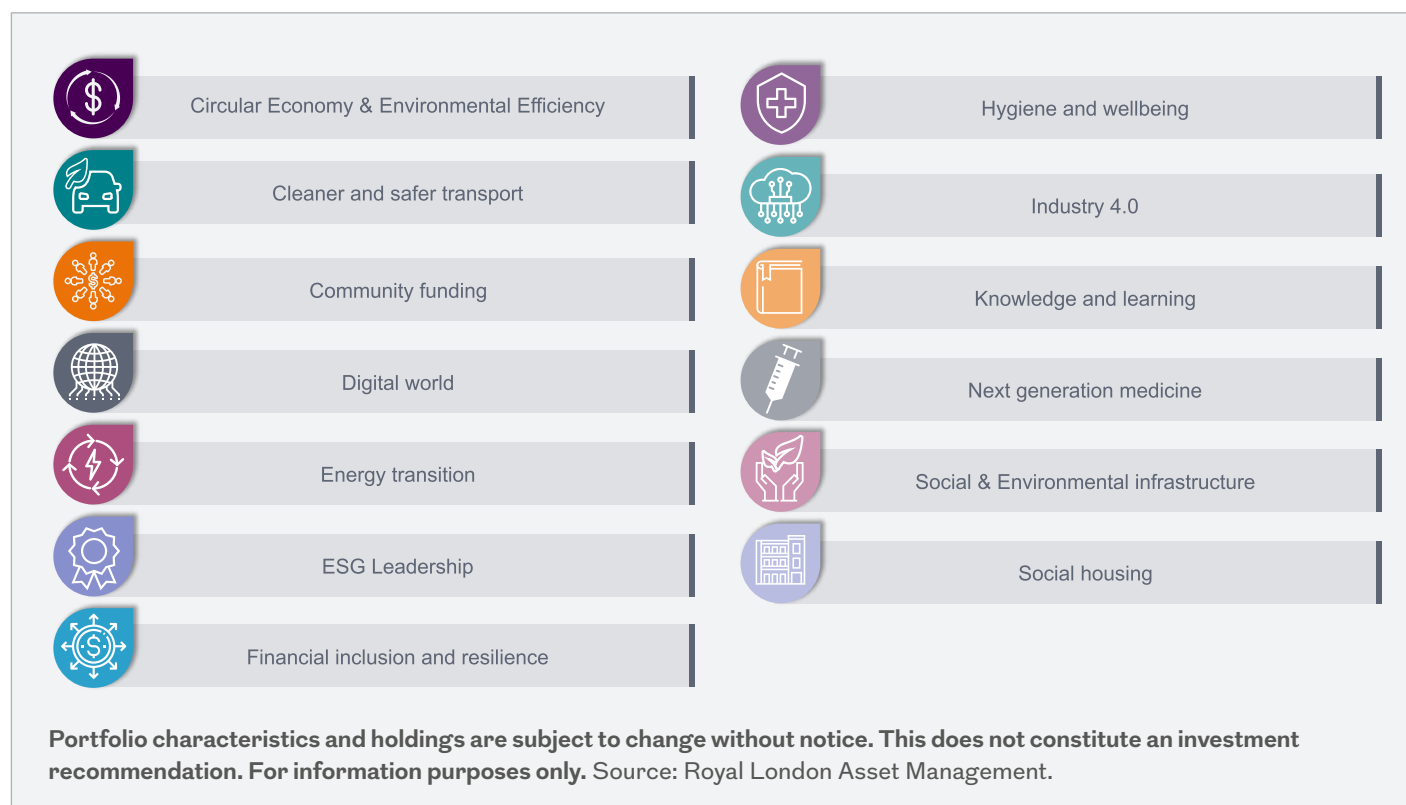 Circular Economy & Environmental Efficiency
Cleaner and safer transport
Community funding
Digital world
Energy transition
ESG Leadership
Financial inclusion and resilience
Hygiene and wellbeing
Industry 4.0
Knowledge and learning
Next generation medicine
Social & Environmental infrastructure
Social housing
Portfolio characteristics and holdings are subject to change without notice. This does not constitute an investment
recommendation. For information purposes only. Source: Royal London Asset Management.